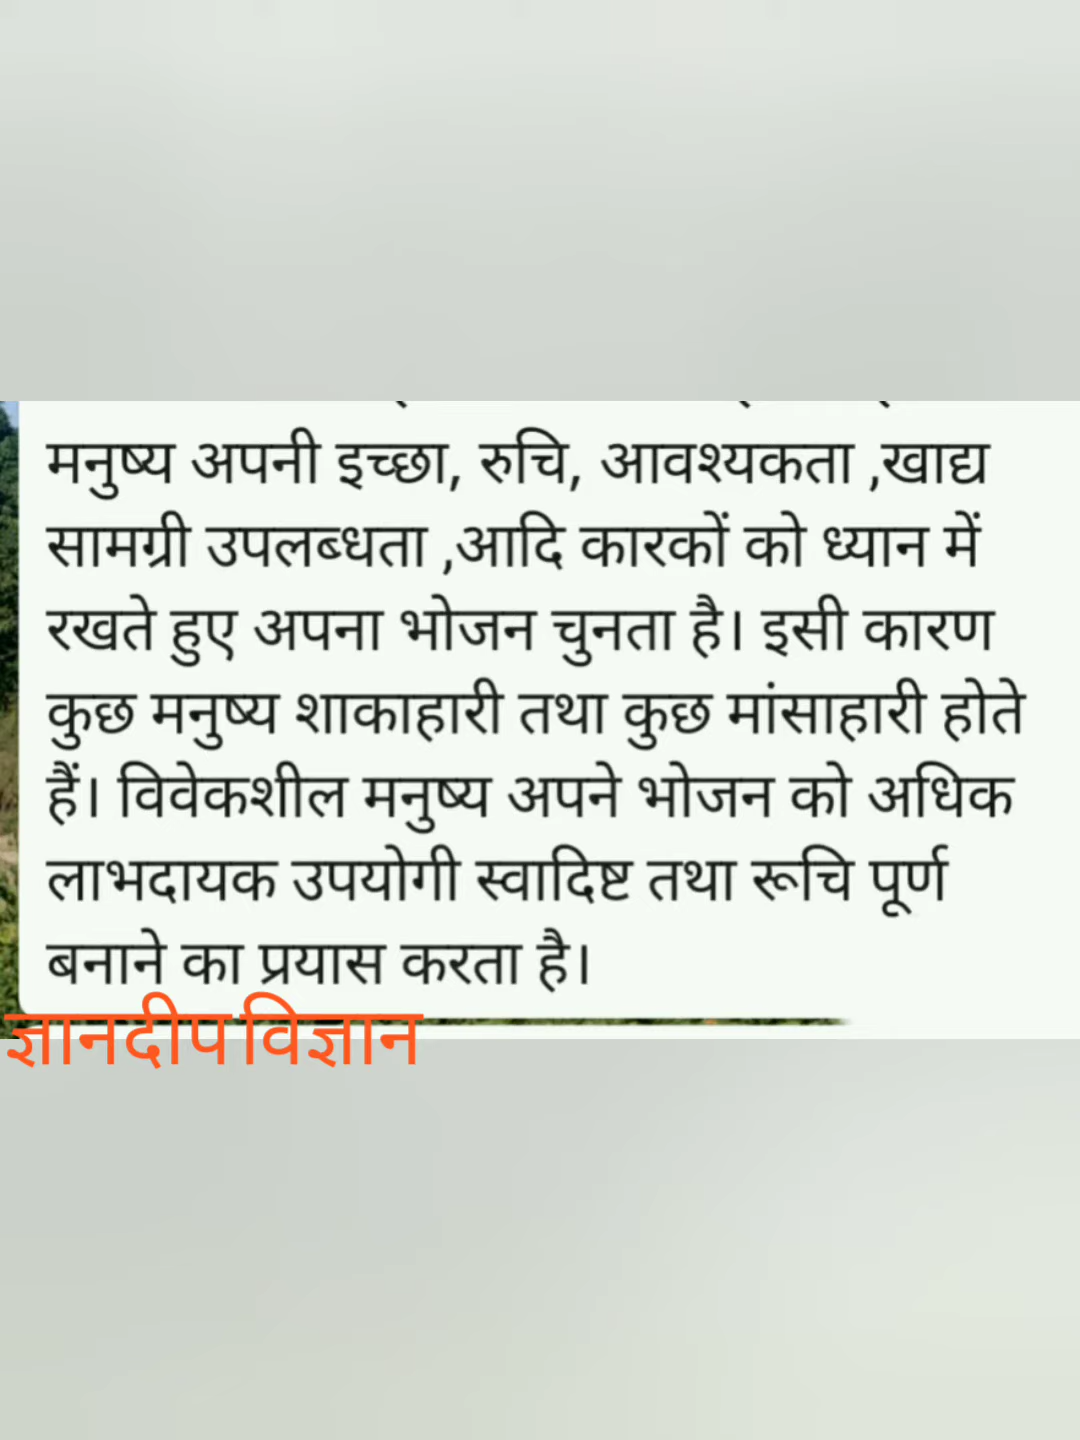 मनुष्य अपनी इच्छा, रुचि, आवश्यकता ,खाद्य
सामग्री उपलब्धता ,आदि कारकों को ध्यान में
रखते हुए अपना भोजन चुनता है। इसी कारण
कुछ मनुष्य शाकाहारी तथा कुछ मांसाहारी होते
हैं। विवेकशील मनुष्य अपने भोजन को अधिक
लाभदायक उपयोगी स्वादिष्ट तथा रूचि पूर्ण
बनाने का प्रयास करता है।
ज्ञानदीप विज्ञान